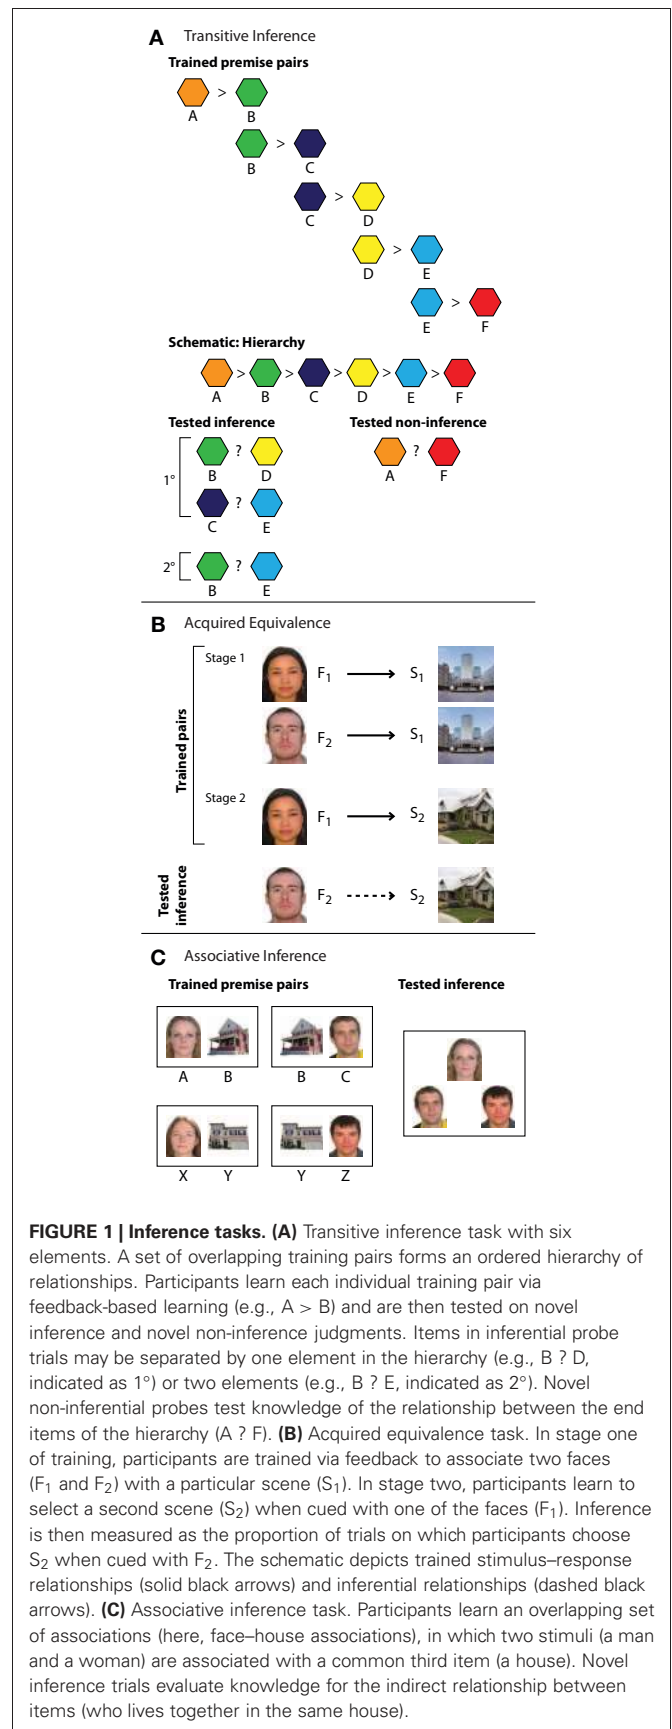 A Transitive Inference
Trained premise pairs
A > B
B > C
C > D
D > E
E > F
Schematic: Hierarchy
> > > > >
A B C D E F
Tested inference Tested non-inference
1°
? ?
B D A F
?
C E
2° ?
B E
B Acquired Equivalence
Trained pairs
Stage 1
F1 S1
F2 S1
Stage 2
F1 S2
Tested inference
F2 S2
C Associative Inference
Trained premise pairs Tested inference
A B B C
X Y Y Z
FIGURE 1 | Inference tasks. (A) Transitive inference task with six
elements. A set of overlapping training pairs forms an ordered hierarchy of
relationships. Participants learn each individual training pair via
feedback-based learning (e.g., A > B) and are then tested on novel
inference and novel non-inference judgments. Items in inferential probe
trials may be separated by one element in the hierarchy (e.g., B ? D,
indicated as 1°) or two elements (e.g., B ? E, indicated as 2°). Novel
non-inferential probes test knowledge of the relationship between the end
items of the hierarchy (A ? F). (B) Acquired equivalence task. In stage one
of training, participants are trained via feedback to associate two faces
(F1 and F2) with a particular scene (S1). In stage two, participants learn to
select a second scene (S2) when cued with one of the faces (F1). Inference
is then measured as the proportion of trials on which participants choose
S2 when cued with F2. The schematic depicts trained stimulus–response
relationships (solid black arrows) and inferential relationships (dashed black
arrows). (C) Associative inference task. Participants learn an overlapping set
of associations (here, face–house associations), in which two stimuli (a man
and a woman) are associated with a common third item (a house). Novel
inference trials evaluate knowledge for the indirect relationship between
items (who lives together in the same house).